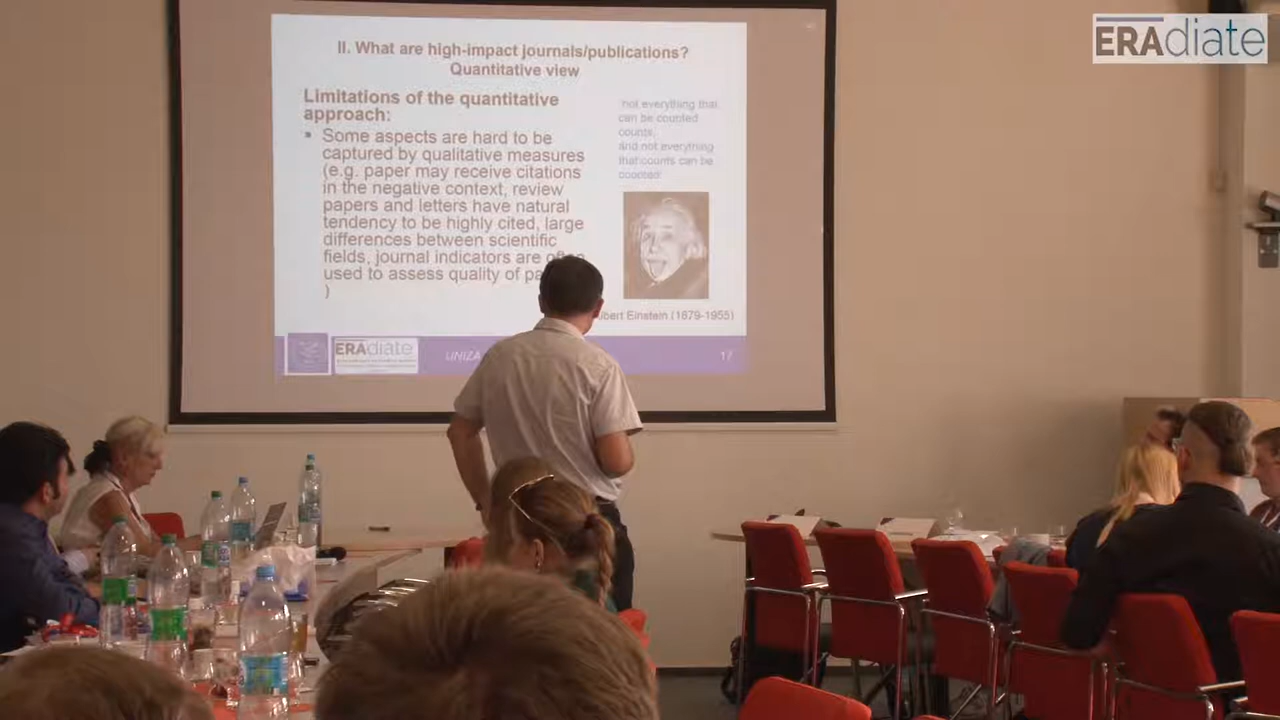 ERAdiate
II. What are high-impact journals/publications?
Quantitative view
Limitations of the quantitative
approach:
▪ Some aspects are hard to be
captured by qualitative measures
(e.g. paper may receive citations
in the negative context, review
papers and letters have natural
tendency to be highly cited, large
differences between scientific
fields, journal indicators are
used to assess quality of
)
not everything that
can be counted
counts,
and not everything
that counts can be
counted
Einstein (1879-1955)
ERAdiate
UNIZA
17